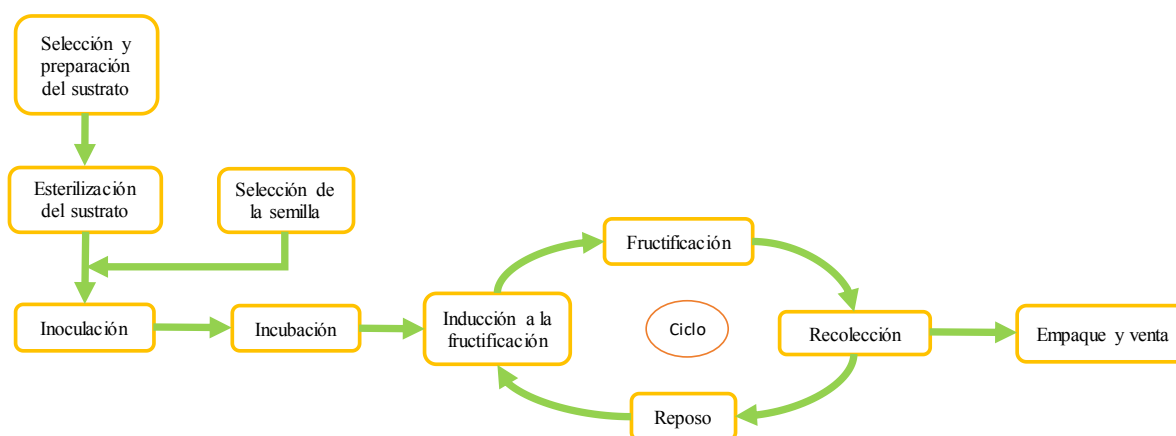 Selección y
preparación
del sustrato
Esterilización
del sustrato
Selección de
la semilla
Inoculación
Incubación
Inducción a la
fructificación
Fructificación
Ciclo
Recolección
Reposo
Empaque y venta